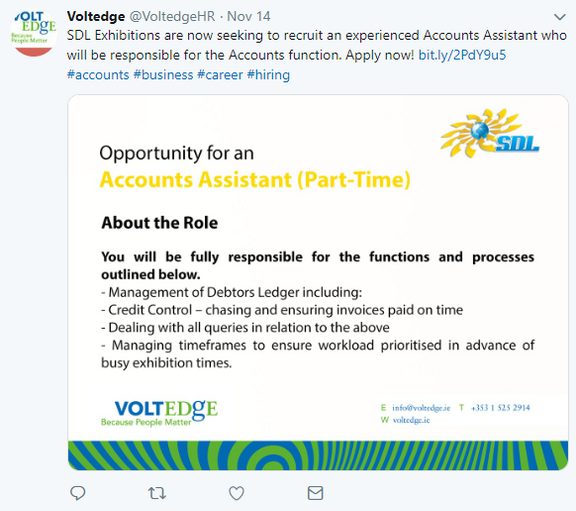 VOLT
EDGE
Because
People Matter
Voltedge @VoltedgeHR · Nov 14
SDL Exhibitions are now seeking to recruit an experienced Accounts Assistant who
will be responsible for the Accounts function. Apply now! bit.ly/2PdY9u5
#accounts #business #career #hiring
SDL
Opportunity for an
Accounts Assistant (Part-Time)
About the Role
You will be fully responsible for the functions and processes
outlined below.
- Management of Debtors Ledger including:
- Credit Control – chasing and ensuring invoices paid on time
- Dealing with all queries in relation to the above
- Managing timeframes to ensure workload prioritised in advance of
busy exhibition times.
VOLTEDGE
Because People Matter
E info@voltedge.ie T +353 1 525 2914
W voltedge.ie